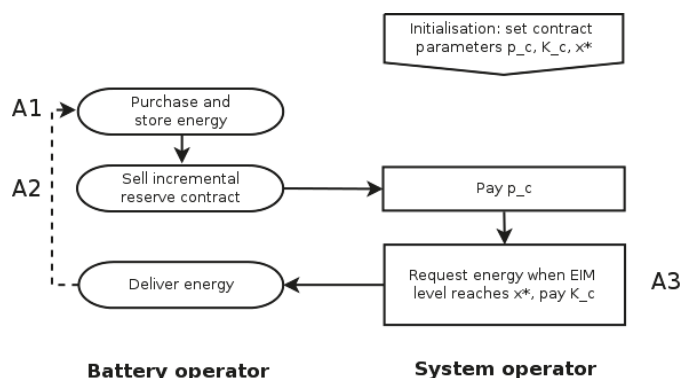 Initialisation: set contract
parameters p_c, K_c, x*
A1
Purchase and
store energy
A2
Sell incremental
reserve contract
Pay p_c
Deliver energy
Request energy when EIM
level reaches x*, pay K_c
A3
Battery operator
System operator